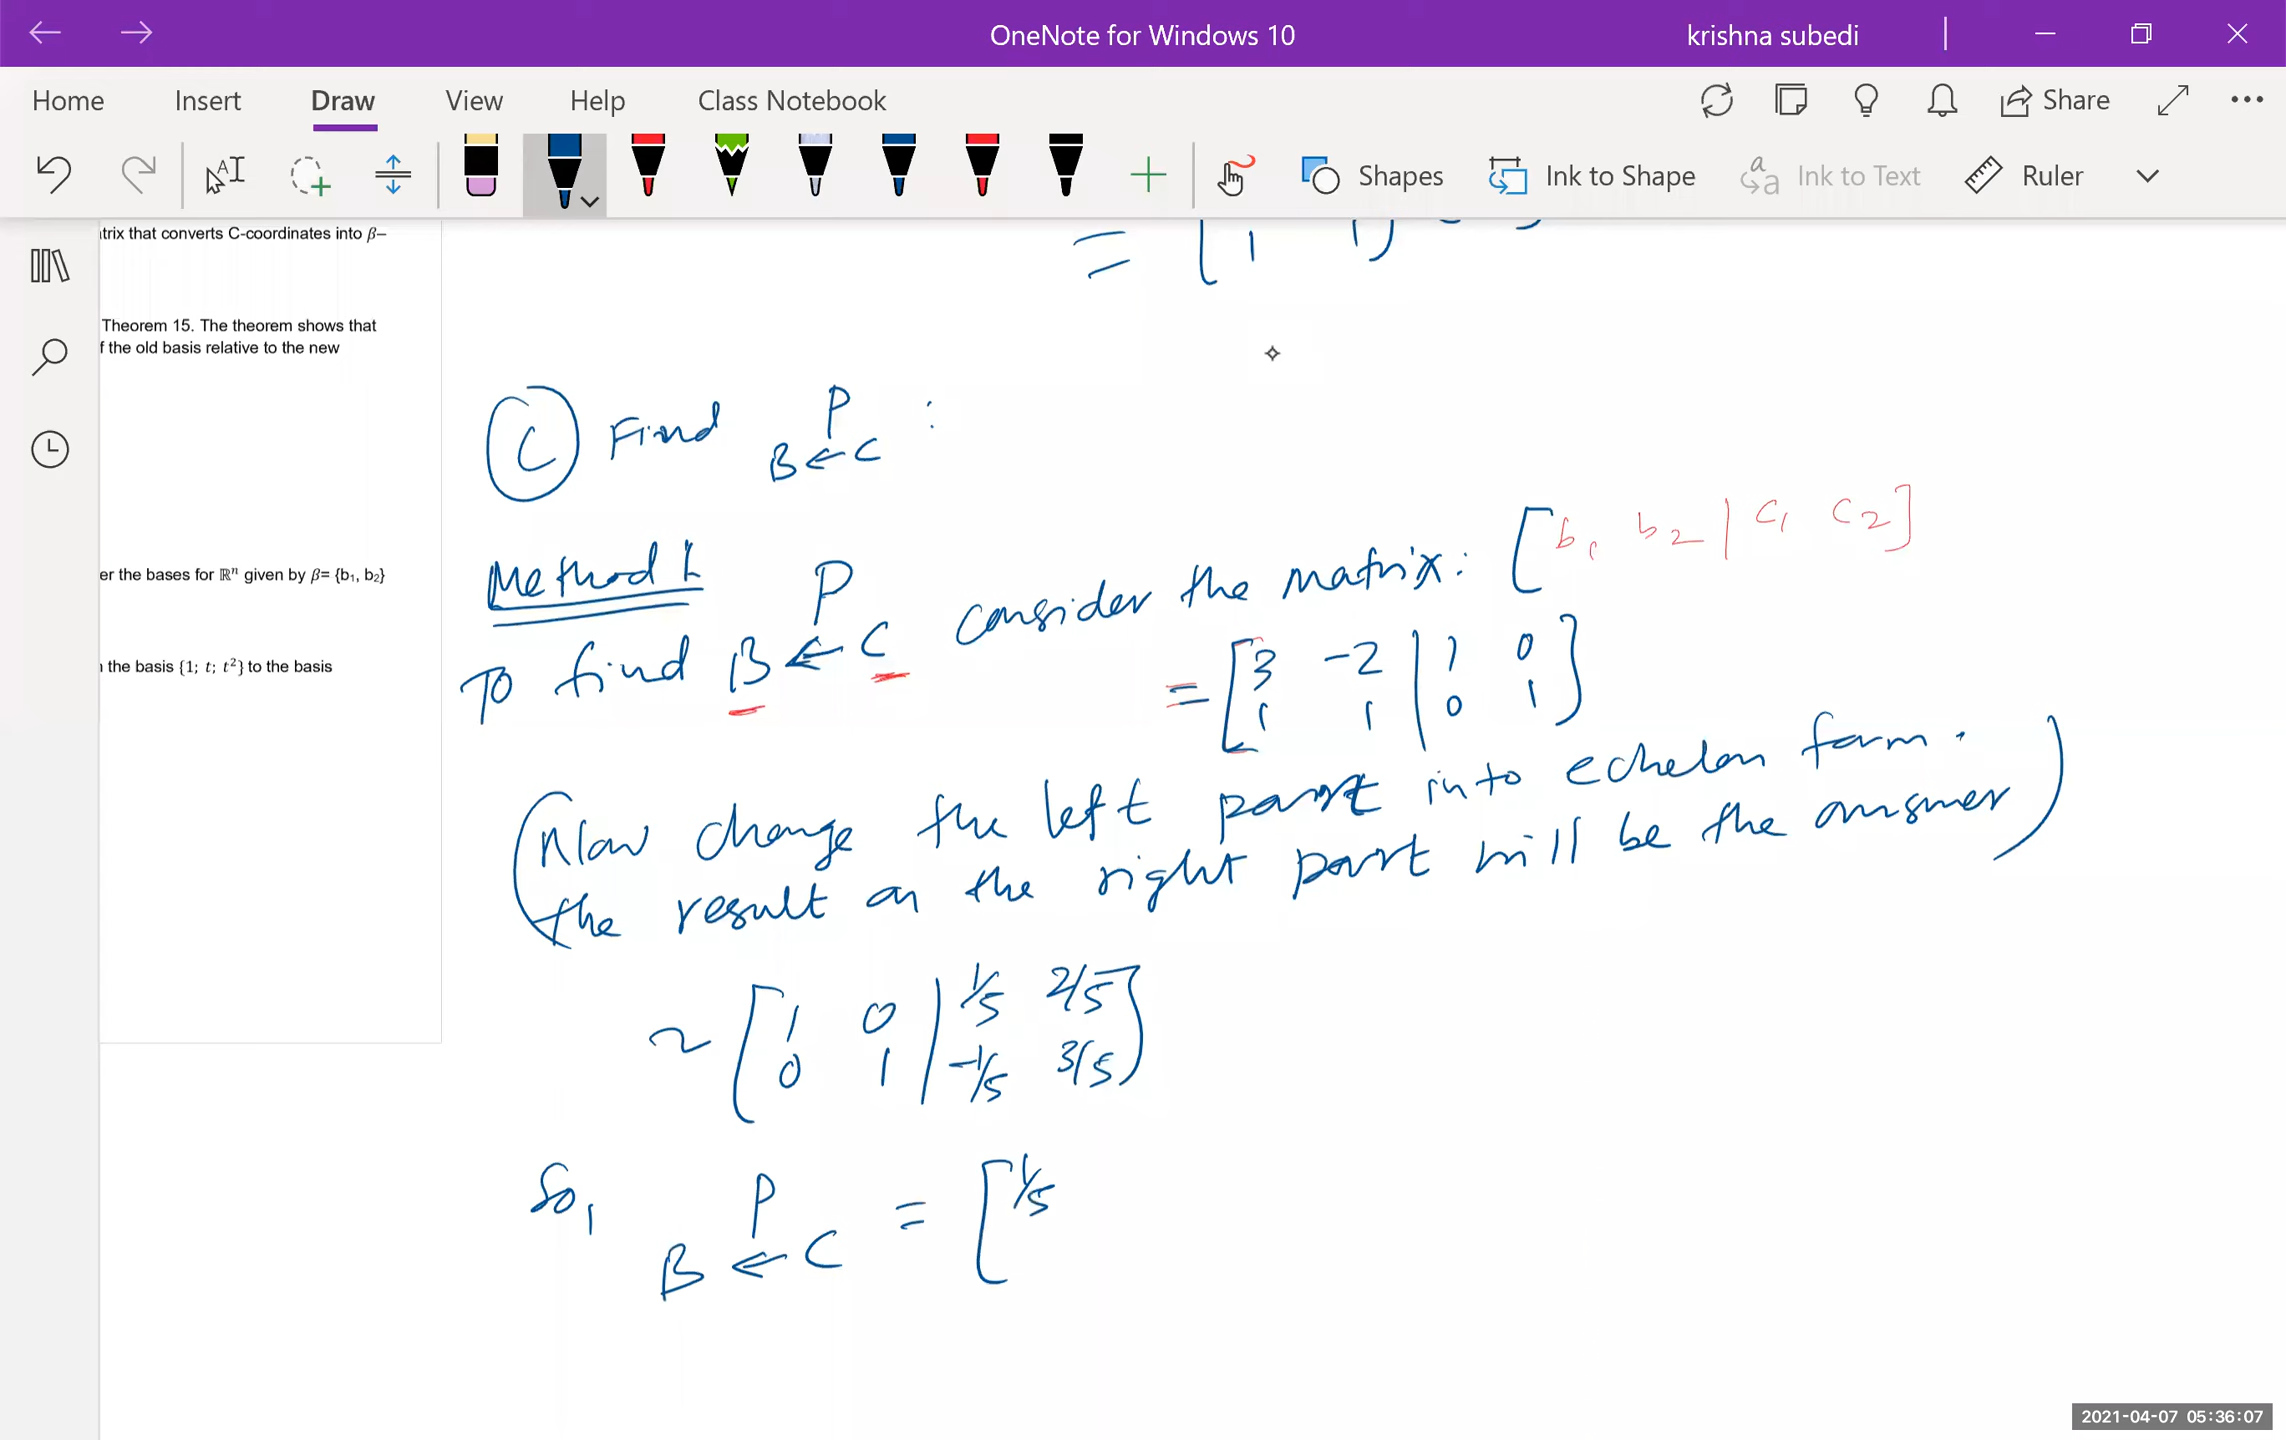 OneNote for Windows 10
krishna subedi
Home Insert Draw View Help Class Notebook
Share
Shapes Ink to Shape Ink to Text Ruler
trix that converts C-coordinates into β–
Theorem 15. The theorem shows that
f the old basis relative to the new
er the bases for ℝⁿ given by β= {b₁, b₂}
the basis {1; t; t²} to the basis
= [ 1 1 ]
(C) Find P B ← C :
Method 1
To find P B ← C consider the matrix: [b₁ b₂ | c₁ c₂]
= [3 -2 | 1 0
1 1 | 0 1]
(Now change the left part into echelon form.
the result on the right part will be the answer)
~ [1 0 | 1/5 2/5
0 1 | -1/5 3/5]
So, P B ← C = [1/5
2021-04-07 05:36:07